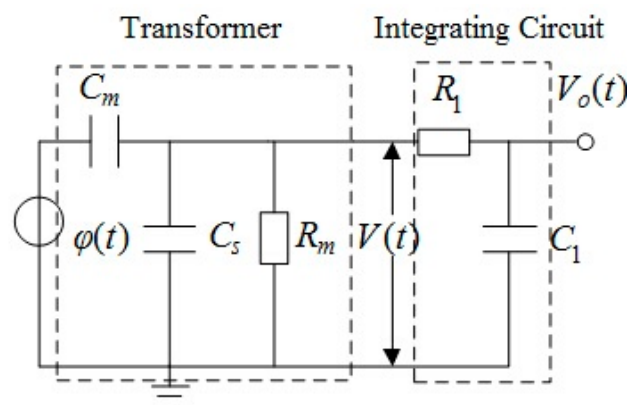 Transformer Integrating Circuit
C_m R_1 V_o(t)
φ(t) C_s R_m V(t) C_1